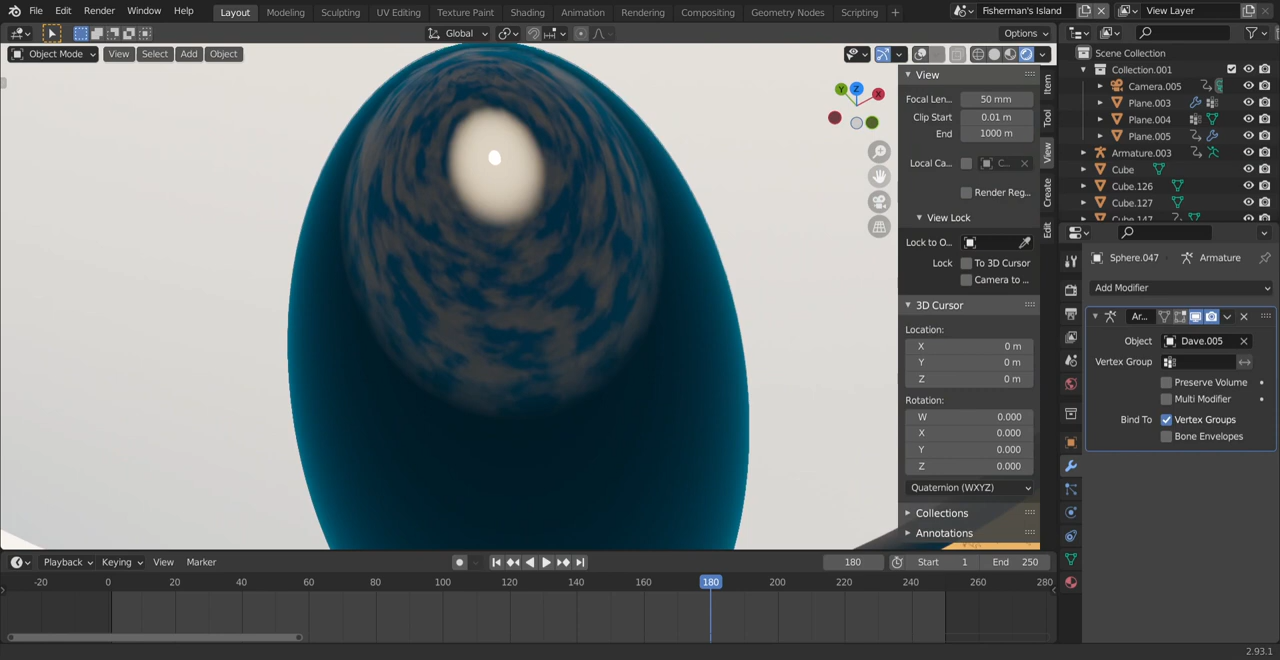 File Edit Render Window Help Layout Modeling Sculpting UV Editing Texture Paint Shading Animation Rendering Compositing Geometry Nodes Scripting + Fisherman's Island View Layer
Global Options
Object Mode View Select Add Object
Scene Collection
Collection.001
Camera.005
Plane.003
Plane.004
Plane.005
Armature.003
Cube
Cube.126
Cube.127
Cube.147
Y Z X
View
Focal Len... 50 mm
Clip Start 0.01 m
End 1000 m
Local Ca... C...
Render Reg...
View Lock
Lock to O...
Lock To 3D Cursor
Camera to ...
3D Cursor
Location:
X 0 m
Y 0 m
Z 0 m
Rotation:
W 0.000
X 0.000
Y 0.000
Z 0.000
Quaternion (WXYZ)
Collections
Annotations
Item
Tool
View
Create
Edit
Sphere.047 Armature
Add Modifier
Ar...
Object Dave.005
Vertex Group
Preserve Volume
Multi Modifier
Bind To Vertex Groups
Bone Envelopes
Playback Keying View Marker 180 Start 1 End 250
-20 0 20 40 60 80 100 120 140 160 180 200 220 240 260 280
2.93.1